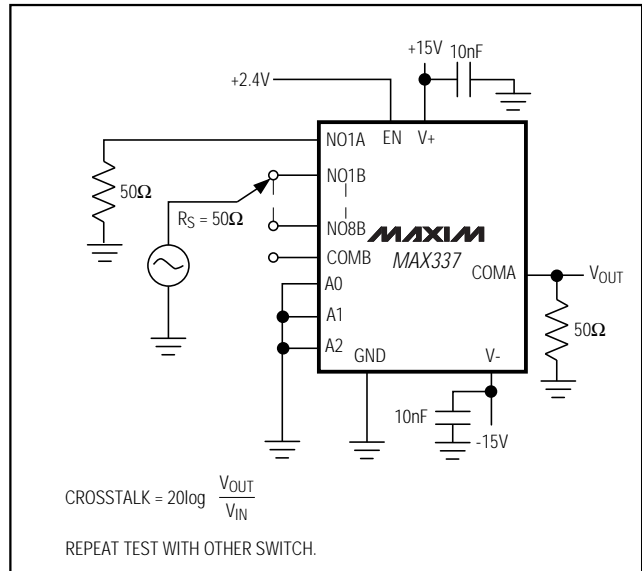 +15V
10nF
+2.4V
EN
V+
NO1A
50Ω
NO1B
RS = 50Ω
NO8B
MAXIM
COMB
MAX337
COMA
VOUT
A0
A1
50Ω
A2
GND
V-
10nF
-15V
CROSSTALK = 20log VOUT
VIN
REPEAT TEST WITH OTHER SWITCH.